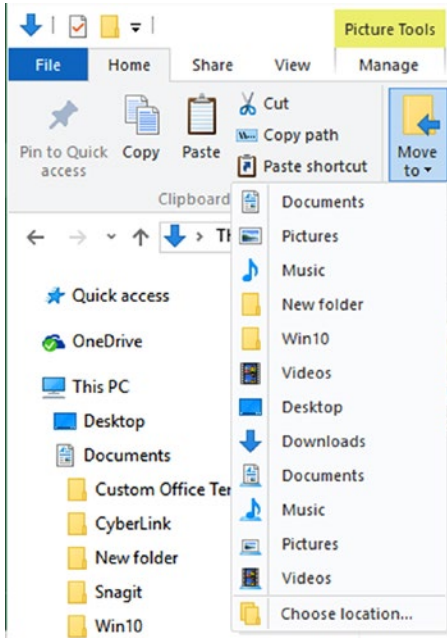 Picture Tools
File Home Share View Manage
Pin to Quick access
Copy
Paste
Cut
Copy path
Paste shortcut
Move to
Clipboard
Quick access
OneDrive
This PC
Desktop
Documents
Custom Office
CyberLink
New folder
Snagit
Win10
Documents
Pictures
Music
New folder
Win10
Videos
Desktop
Downloads
Documents
Music
Pictures
Videos
Choose location...